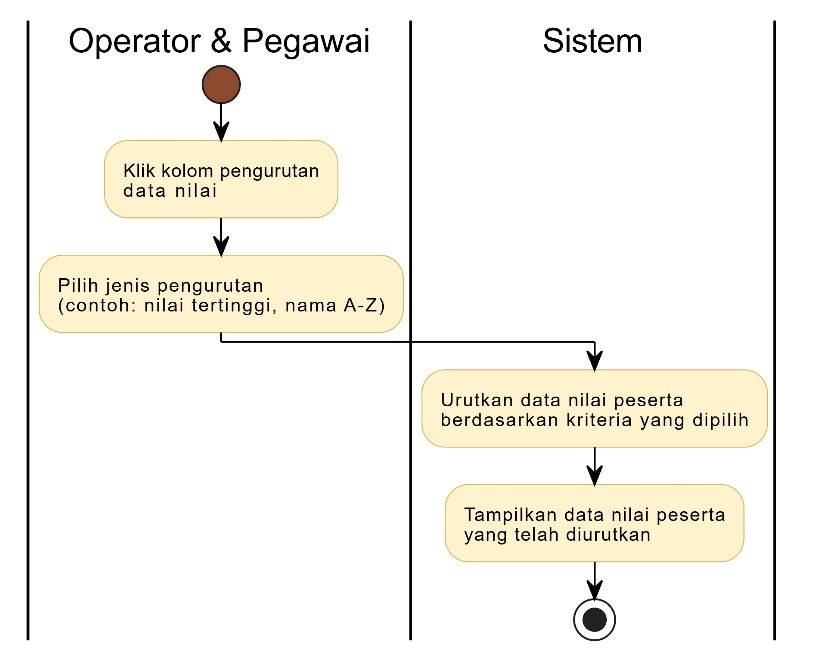 Operator & Pegawai
Sistem
Klik kolom pengurutan
data nilai
Pilih jenis pengurutan
(contoh: nilai tertinggi, nama A-Z)
Urutkan data nilai peserta
berdasarkan kriteria yang dipilih
Tampilkan data nilai peserta
yang telah diurutkan